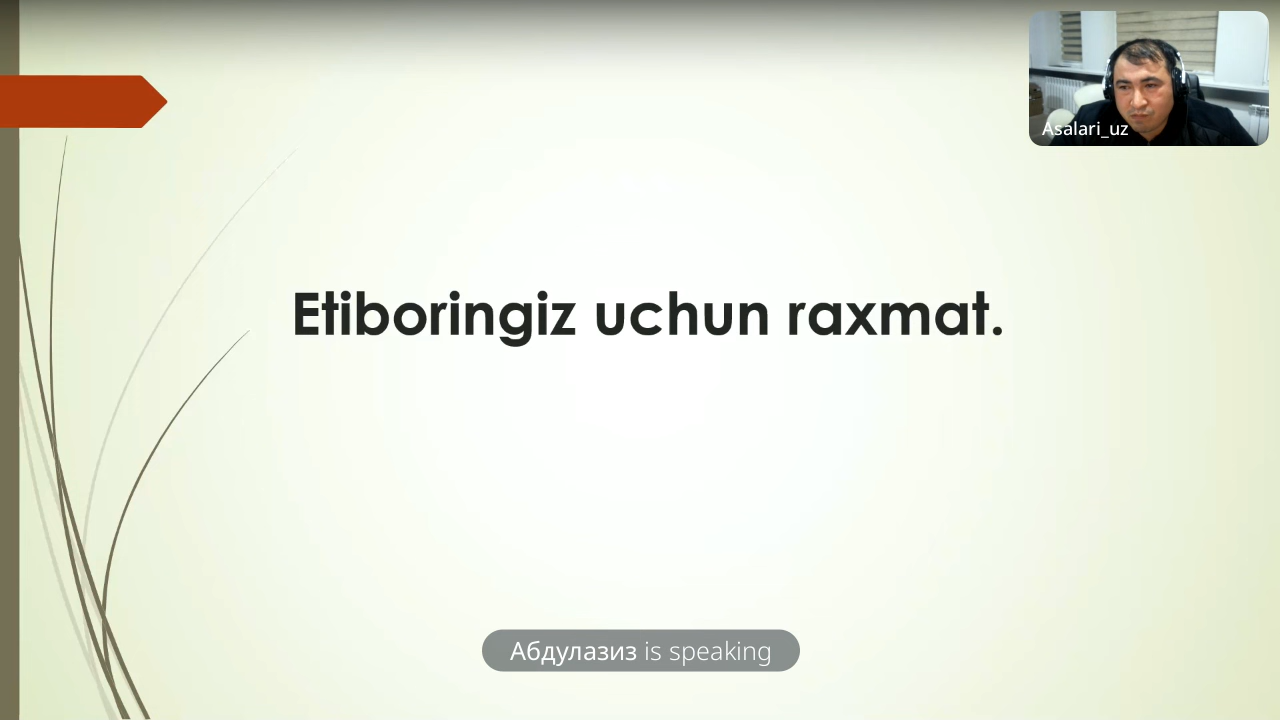 Asalari_uz
Etiboringiz uchun raxmat.
Абдулазиз is speaking